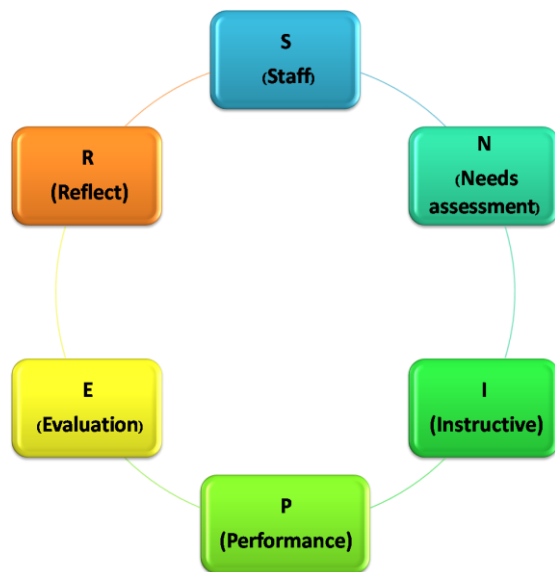 S
(Staff)
N
(Needs
assessment)
I
(Instructive)
P
(Performance)
E
(Evaluation)
R
(Reflect)